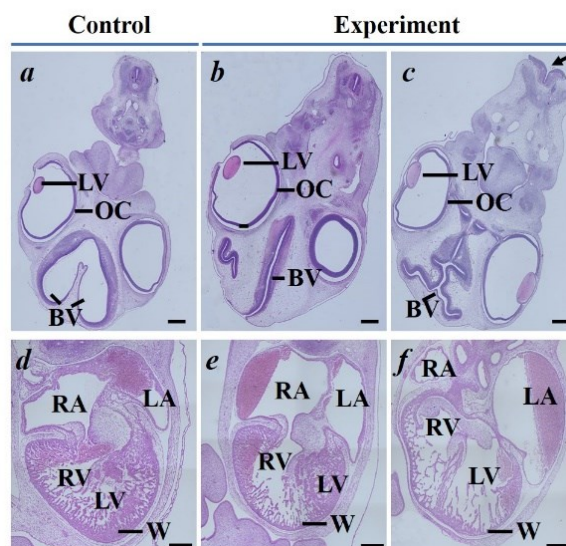 Control Experiment
a b c
LV LV LV
OC OC OC
BV BV BV
d e f
RA LA RA LA RA
RV RV RV
LV LV LV
W W W